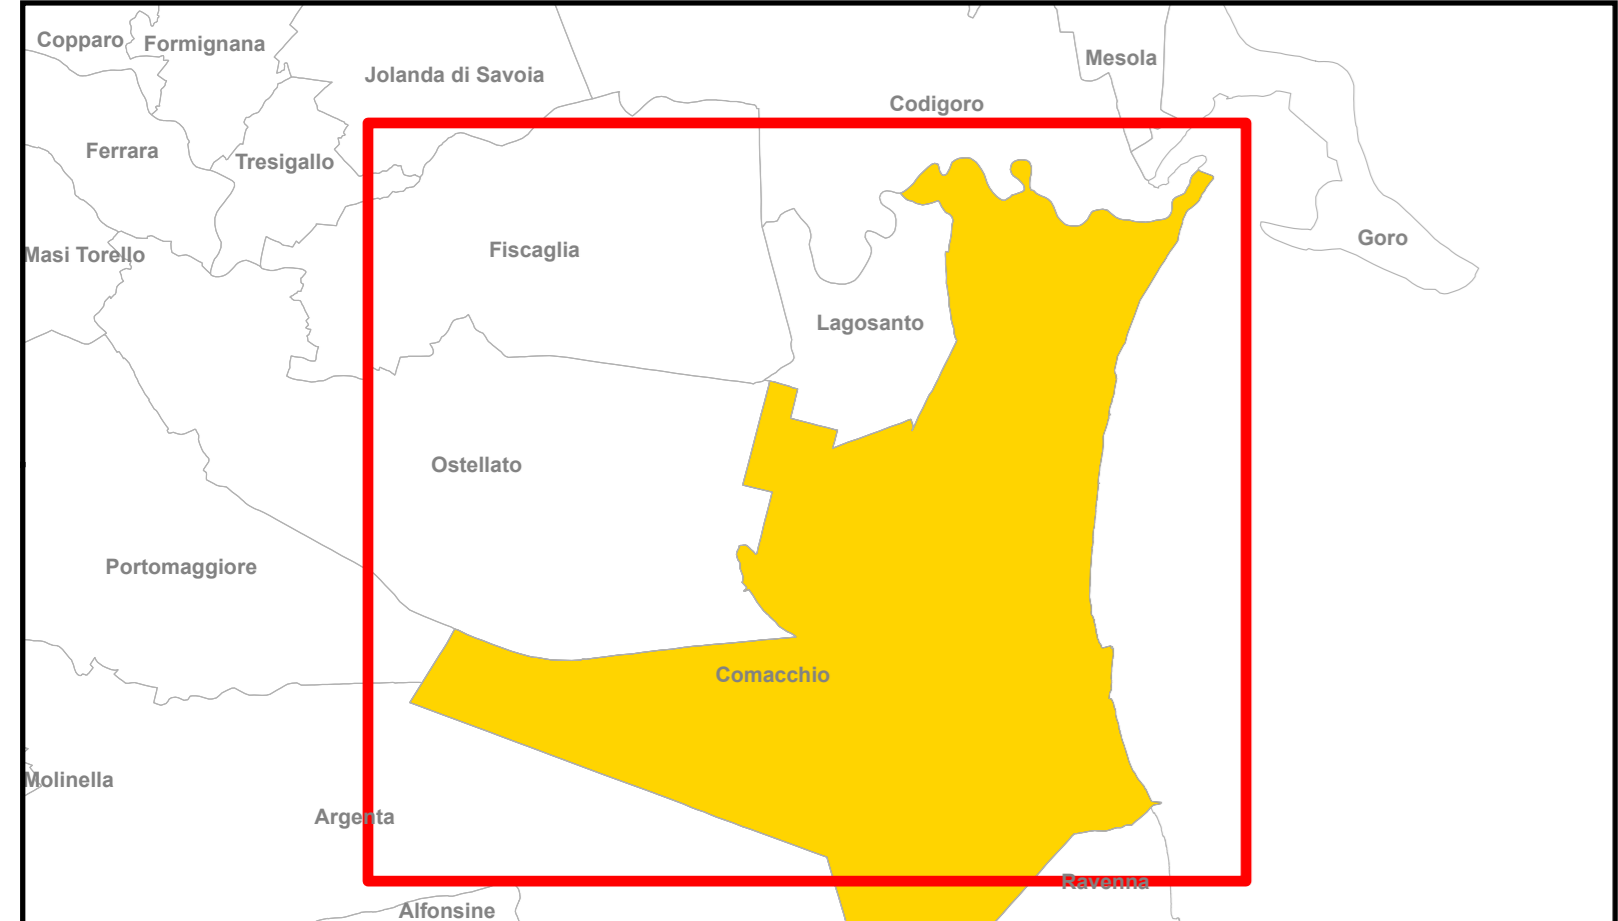 Copparo
Formignana
Mesola
Jolanda di Savoia
Codigoro
Ferrara
Tresigallo
Goro
Fiscaglia
Masi Torello
Lagosanto
Ostellato
Portomaggiore
Comacchio
Molinella
Argenta
Ravenna
Alfonsine